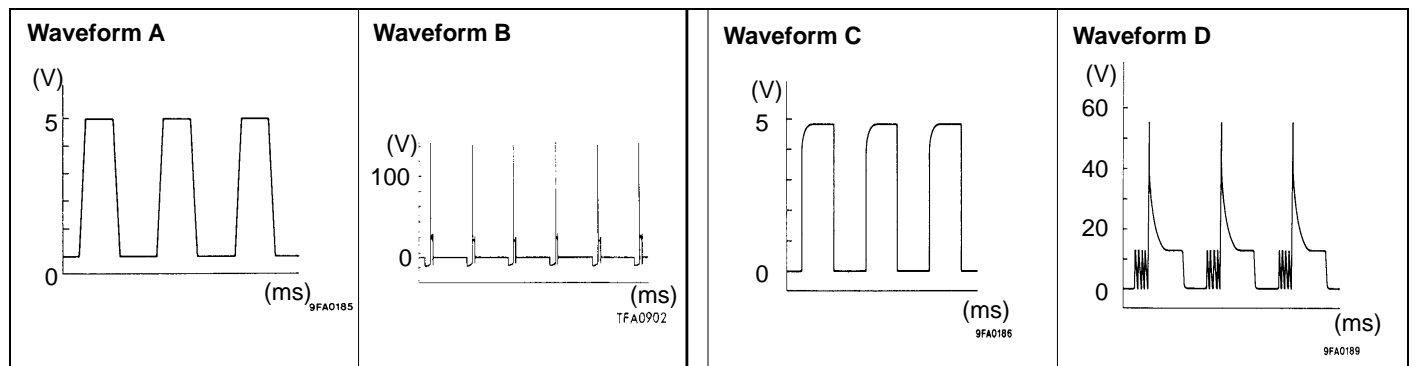 Waveform A
(V)
5
0
(ms)
9FA0185
Waveform B
(V)
100
0
(ms)
TFA0902
Waveform C
(V)
5
0
(ms)
9FA0186
Waveform D
(V)
60
40
20
0
(ms)
9FA0189